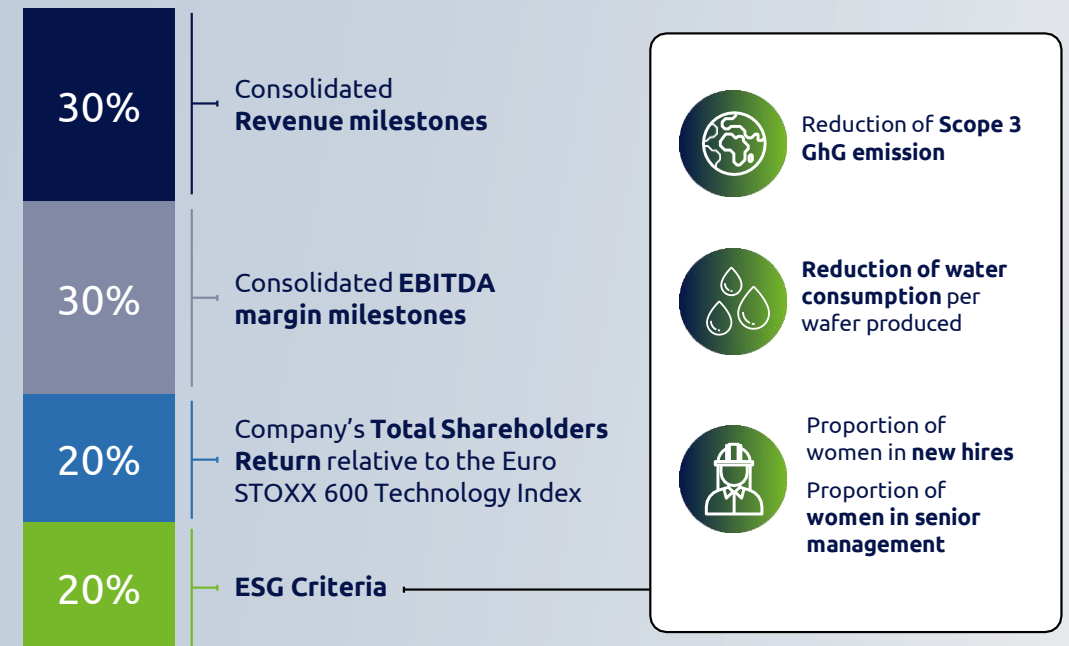 30%
Consolidated
Revenue milestones
30%
Consolidated EBITDA
margin milestones
20%
Company’s Total Shareholders
Return relative to the Euro
STOXX 600 Technology Index
20%
ESG Criteria
Reduction of Scope 3
GhG emission
Reduction of water
consumption per
wafer produced
Proportion of
women in new hires
Proportion of
women in senior
management